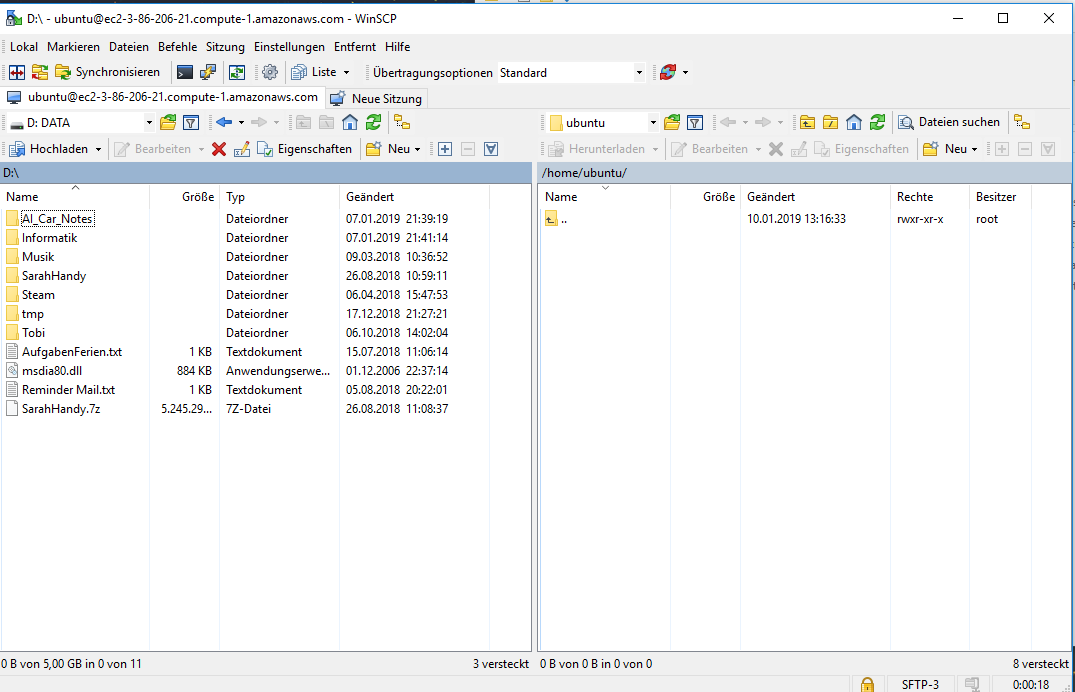 D:\ - ubuntu@ec2-3-86-206-21.compute-1.amazonaws.com - WinSCP
Lokal Markieren Dateien Befehle Sitzung Einstellungen Entfernt Hilfe
Synchronisieren Liste Übertragungsoptionen Standard
ubuntu@ec2-3-86-206-21.compute-1.amazonaws.com Neue Sitzung
D: DATA ubuntu Dateien suchen
Hochladen Bearbeiten Eigenschaften Neu Herunterladen Bearbeiten Eigenschaften Neu
D:\ /home/ubuntu/
Name Größe Typ Geändert Name Größe Geändert Rechte Besitzer
AI_Car_Notes Dateiordner 07.01.2019 21:39:19 .. 10.01.2019 13:16:33 rwxr-xr-x root
Informatik Dateiordner 07.01.2019 21:41:14
Musik Dateiordner 09.03.2018 10:36:52
SarahHandy Dateiordner 26.08.2018 10:59:11
Steam Dateiordner 06.04.2018 15:47:53
tmp Dateiordner 17.12.2018 21:27:21
Tobi Dateiordner 06.10.2018 14:02:04
AufgabenFerien.txt 1 KB Textdokument 15.07.2018 11:06:14
msdia80.dll 884 KB Anwendungserwe... 01.12.2006 22:37:14
Reminder Mail.txt 1 KB Textdokument 05.08.2018 20:22:01
SarahHandy.7z 5.245.29... 7Z-Datei 26.08.2018 11:08:37
0 B von 5,00 GB in 0 von 11 3 versteckt 0 B von 0 B in 0 von 0 8 versteckt
SFTP-3 0:00:18